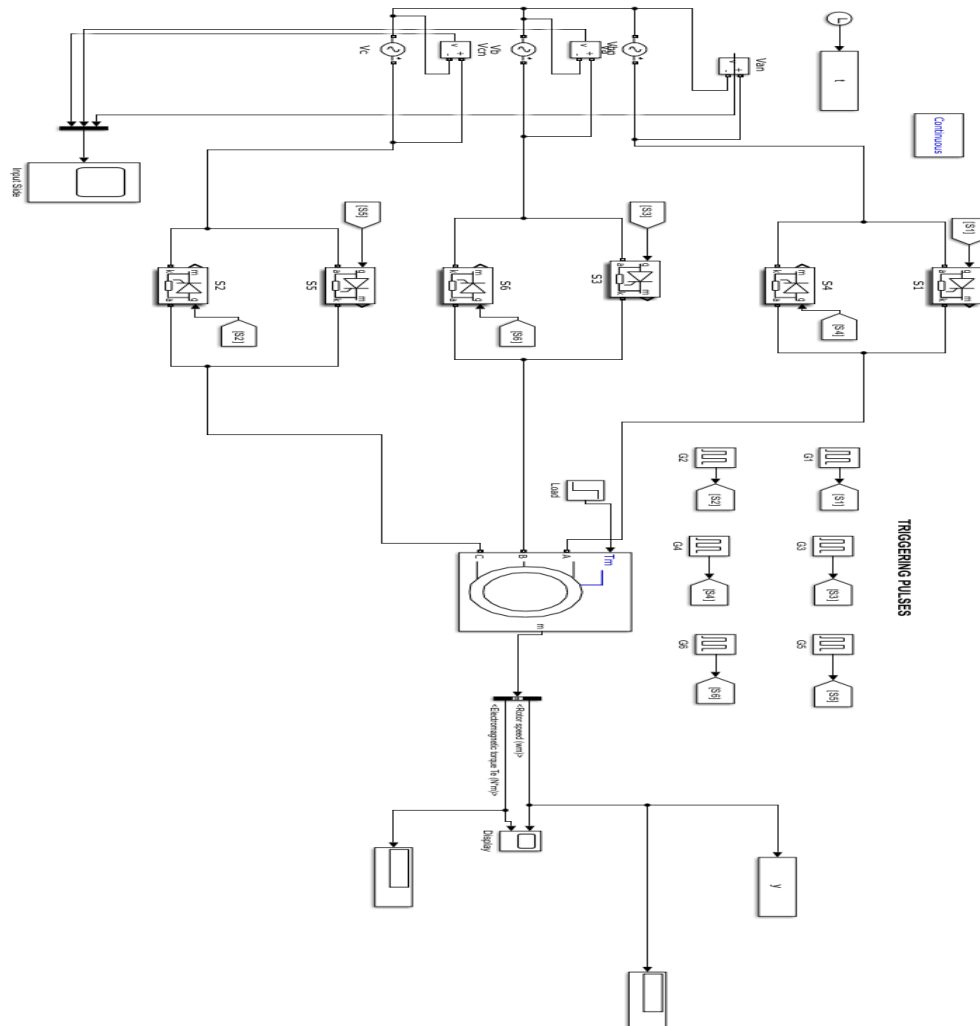 [S1]
g
m
a
k
Continuous
S1
TRIGGERING PULSES
t
[S4]
[S1]
[S3]
[S5]
S4
G1
G3
G5
m
g
k
a
y
Van
+
-
v
[S2]
[S4]
[S6]
G2
G4
G6
[S3]
g
m
a
k
Tm
Va
Vbn
+
-
v
S3
A
Load
m
<Rotor speed (wm)>
B
[S6]
S6
<Electromagnetic torque Te (N*m)>
Vb
Vcn
+
-
v
m
g
k
a
C
Display
[S5]
g
m
a
k
Vc
S5
[S2]
S2
m
g
k
a
Input Side